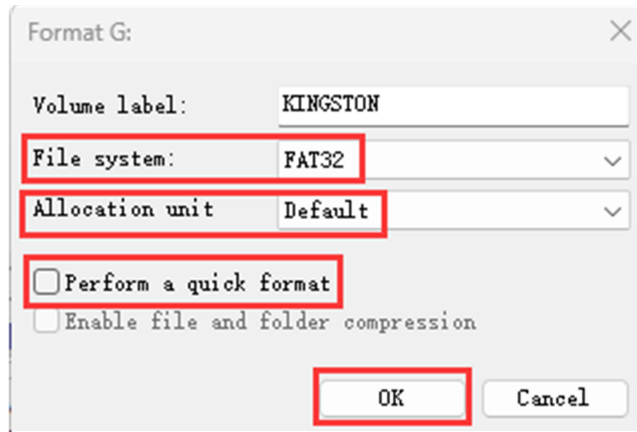 Format G:
Volume label: KINGSTON
File system: FAT32
Allocation unit Default
Perform a quick format
Enable file and folder compression
OK Cancel